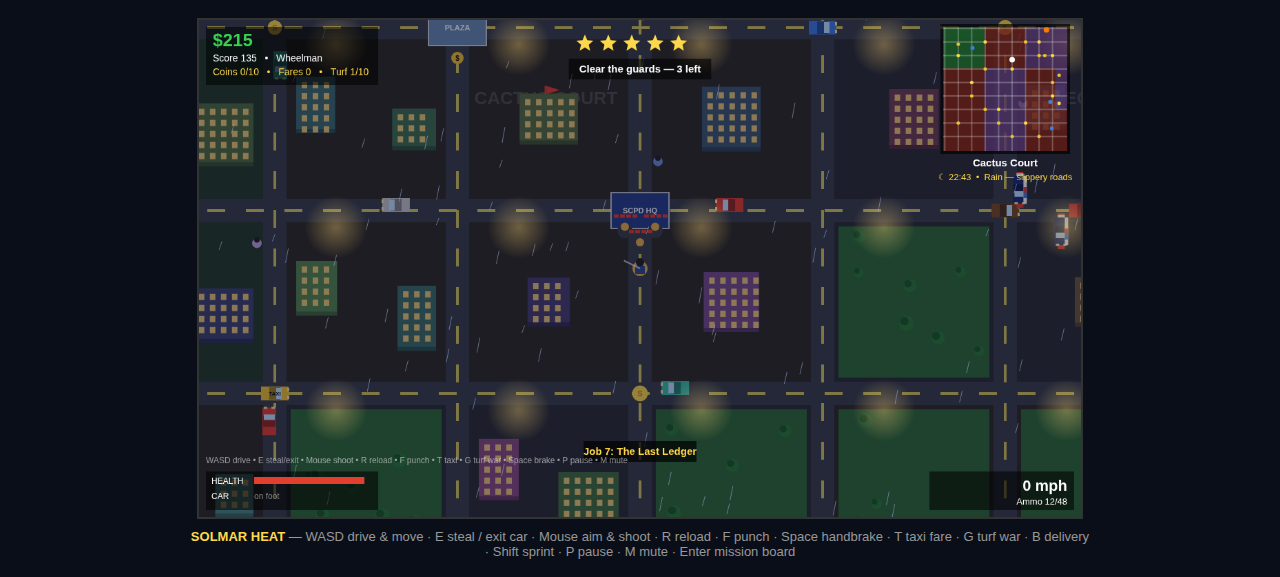 PLAZA
$215
Score 135 • Wheelman
Coins 0/10 • Fares 0 • Turf 1/10
$
Clear the guards — 3 left
Cactus Court
☾ 22:43 • Rain — slippery roads
SCPD HQ
TAXI
S
Job 7: The Last Ledger
WASD drive • E steal/exit • Mouse shoot • R reload • F punch • T taxi fare • G turf war • Space brake • P pause • M mute
HEALTH
CAR on foot
0 mph
Ammo 12/48
SOLMAR HEAT — WASD drive & move · E steal / exit car · Mouse aim & shoot · R reload · F punch · Space handbrake · T taxi fare · G turf war · B delivery
· Shift sprint · P pause · M mute · Enter mission board